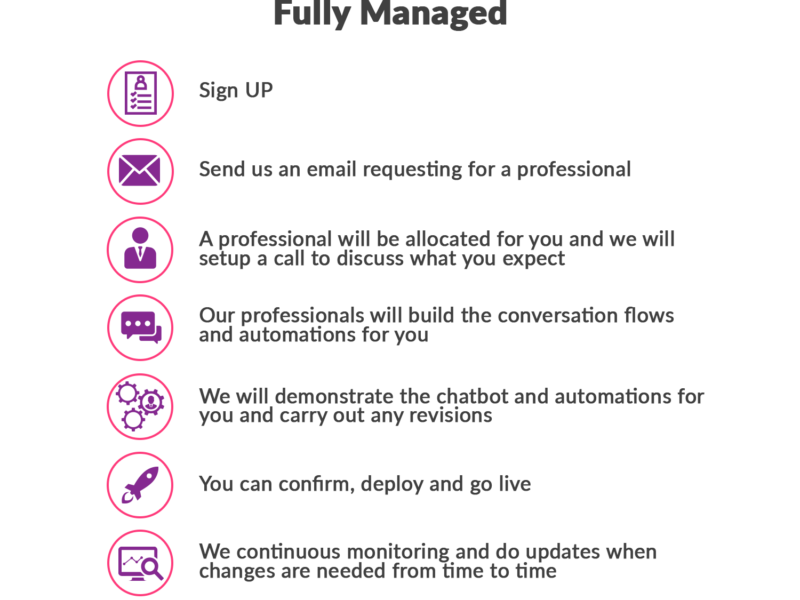 Fully Managed
Sign UP
Send us an email requesting for a professional
A professional will be allocated for you and we will
setup a call to discuss what you expect
Our professionals will build the conversation flows
and automations for you
We will demonstrate the chatbot and automations for
you and carry out any revisions
You can confirm, deploy and go live
We continuous monitoring and do updates when
changes are needed from time to time